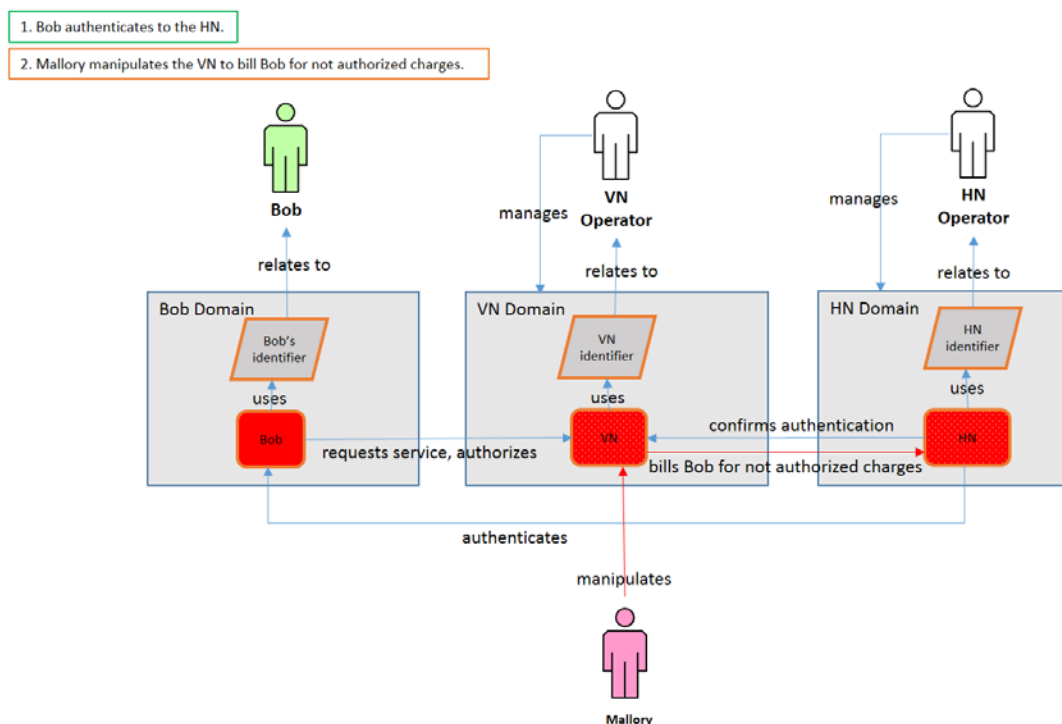 1. Bob authenticates to the HN.
2. Mallory manipulates the VN to bill Bob for not authorized charges.
Bob
VN
Operator
HN
Operator
manages
manages
relates to
relates to
relates to
Bob Domain
VN Domain
HN Domain
Bob's
identifier
VN
identifier
HN
identifier
uses
uses
uses
Bob
VN
HN
requests service, authorizes
confirms authentication
bills Bob for not authorized charges
authenticates
manipulates
Mallory